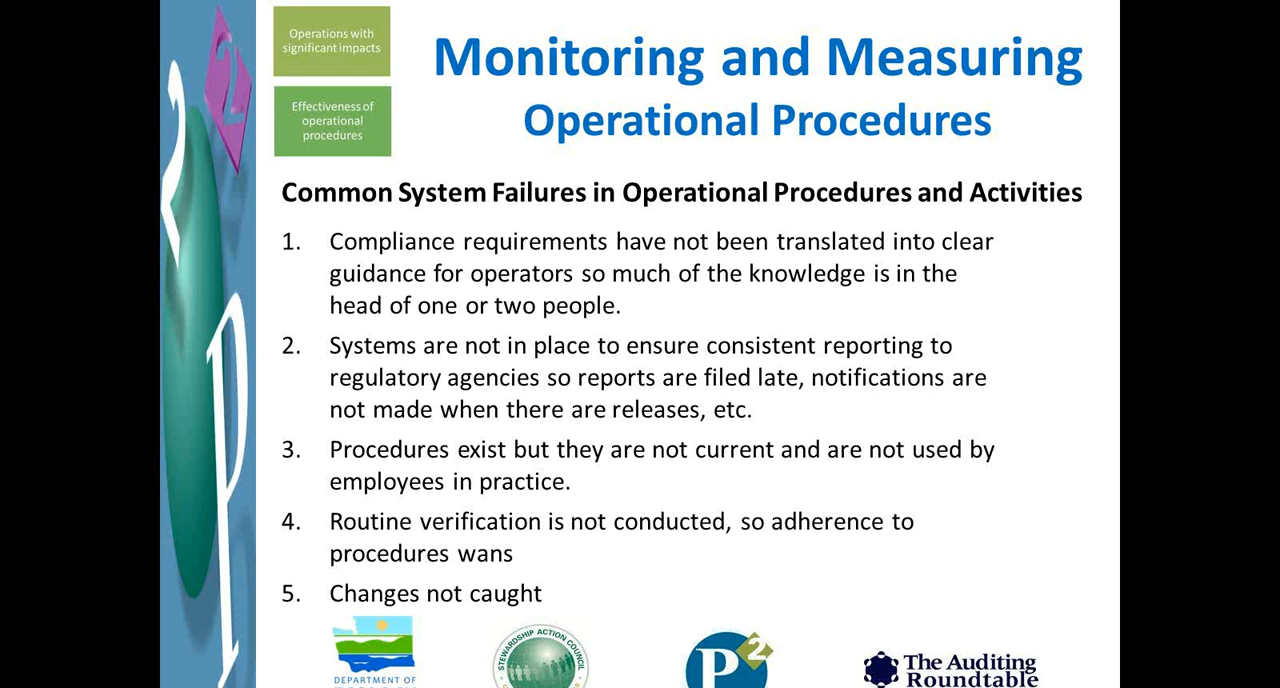 Operations with
significant impacts
Effectiveness of
operational
procedures
Monitoring and Measuring
Operational Procedures
Common System Failures in Operational Procedures and Activities
1. Compliance requirements have not been translated into clear
guidance for operators so much of the knowledge is in the
head of one or two people.
2. Systems are not in place to ensure consistent reporting to
regulatory agencies so reports are filed late, notifications are
not made when there are releases, etc.
3. Procedures exist but they are not current and are not used by
employees in practice.
4. Routine verification is not conducted, so adherence to
procedures wans
5. Changes not caught
2
P
DEPARTMENT OF
STEWARDSHIP ACTION COUNCIL
P2
The Auditing
Roundtable